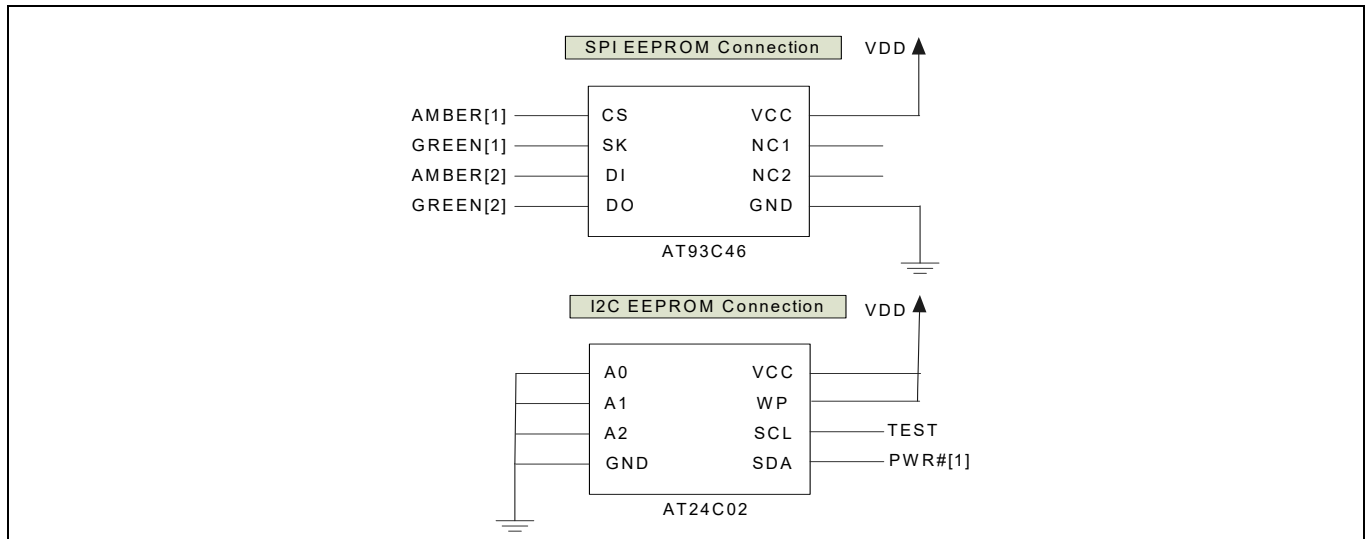 SPI EEPROM Connection
VDD
AMBER[1]
CS
VCC
GREEN[1]
SK
NC1
AMBER[2]
DI
NC2
GREEN[2]
DO
GND
AT93C46
I2C EEPROM Connection
VDD
A0
VCC
A1
WP
A2
SCL
TEST
GND
SDA
PWR#[1]
AT24C02